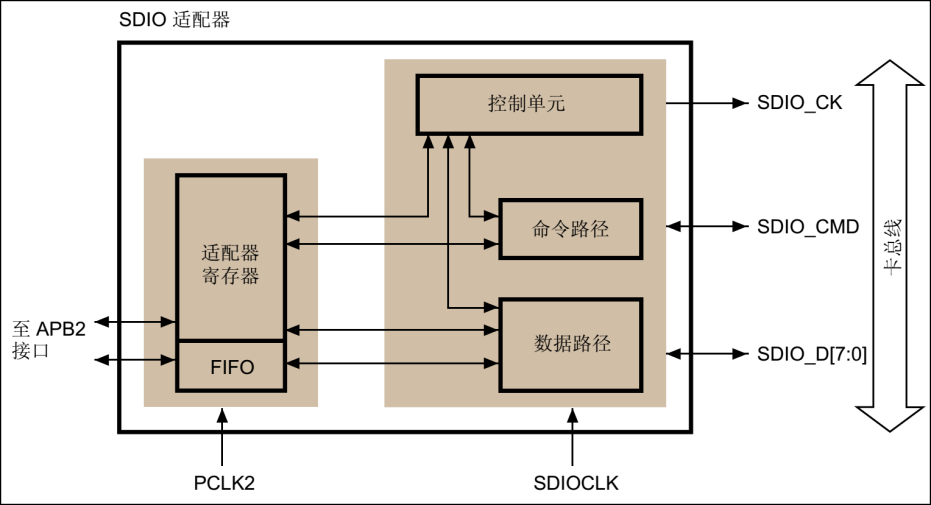 SDIO 适配器
控制单元
SDIO_CK
适配器
寄存器
命令路径
SDIO_CMD
卡总线
至 APB2
接口
数据路径
SDIO_D[7:0]
FIFO
PCLK2
SDIOCLK